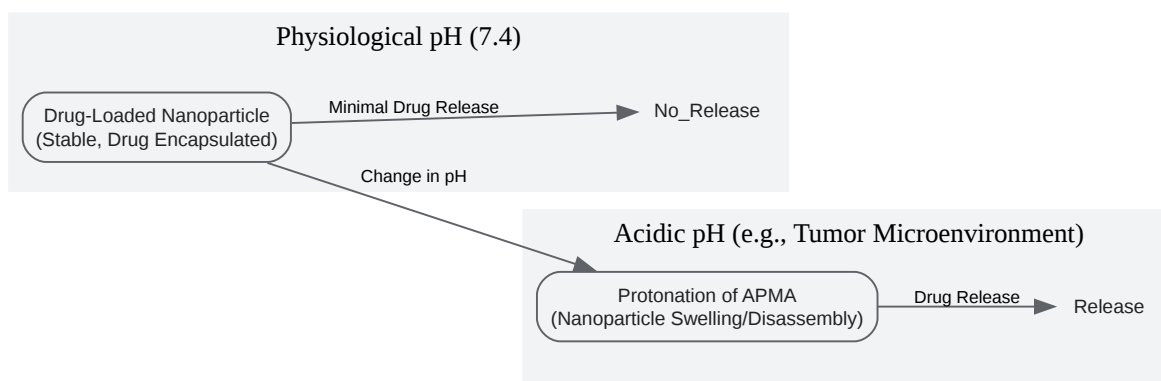 Physiological pH (7.4)
Drug-Loaded Nanoparticle
(Stable, Drug Encapsulated)
Minimal Drug Release
No_Release
Change in pH
Acidic pH (e.g., Tumor Microenvironment)
Protonation of APMA
(Nanoparticle Swelling/Disassembly)
Drug Release
Release